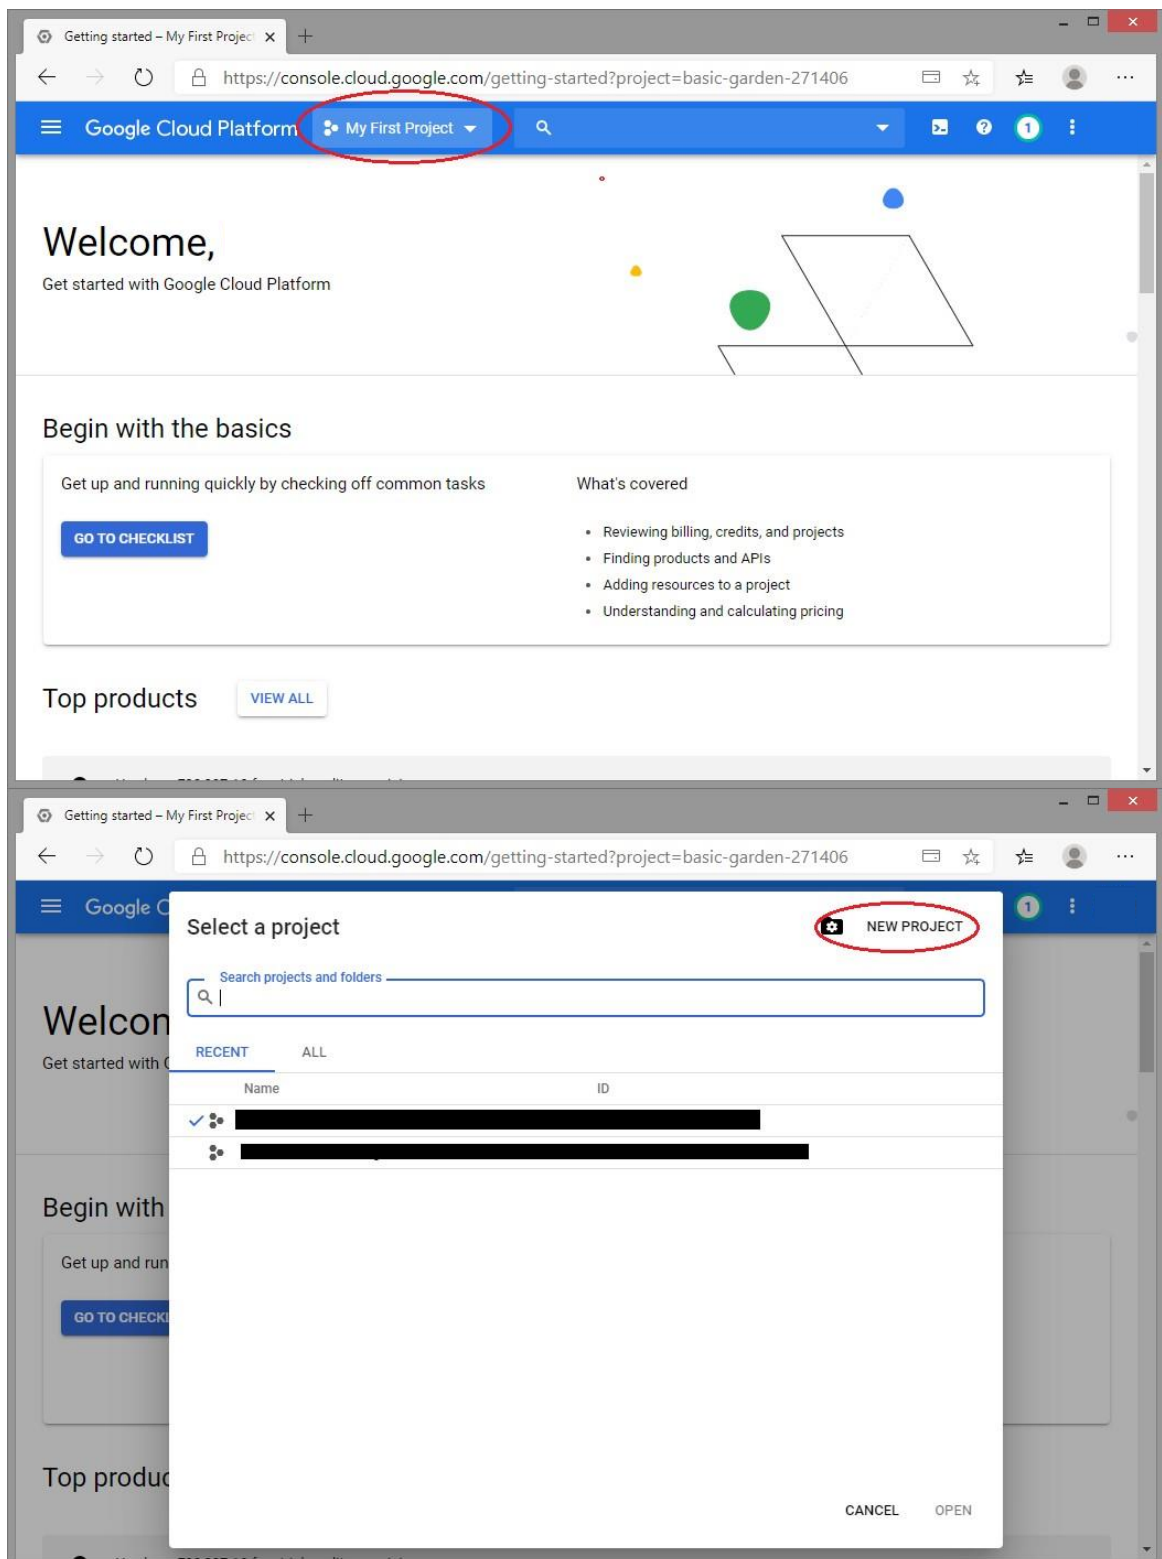 Getting started – My First Projec
https://console.cloud.google.com/getting-started?project=basic-garden-271406
Google Cloud Platform My First Project 1
Welcome,
Get started with Google Cloud Platform
Begin with the basics
Get up and running quickly by checking off common tasks
GO TO CHECKLIST
What's covered
Reviewing billing, credits, and projects
Finding products and APIs
Adding resources to a project
Understanding and calculating pricing
Top products VIEW ALL
Getting started – My First Projec
https://console.cloud.google.com/getting-started?project=basic-garden-271406
Google C 1
Select a project NEW PROJECT
Search projects and folders
RECENT ALL
Name ID
Welcon
Get started with
Begin with
Get up and run
GO TO CHECKL
Top produc
CANCEL OPEN